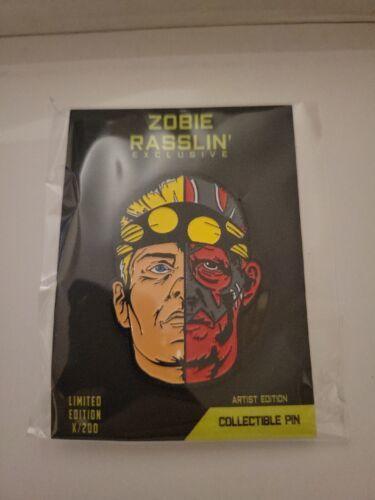 ZOBIE
RASSLIN'
EXCLUSIVE
LIMITED
EDITION
X/200
ARTIST EDITION
COLLECTIBLE PIN